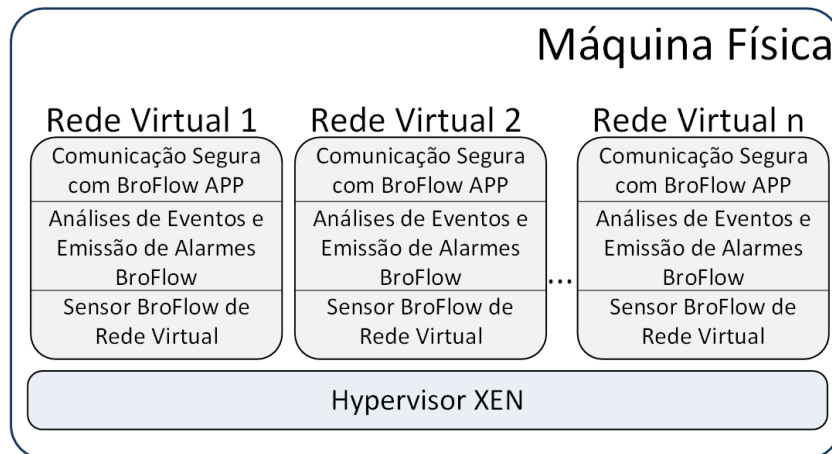 Máquina Física
Rede Virtual 1
Comunicação Segura
com BroFlow APP
Análises de Eventos e
Emissão de Alarmes
BroFlow
Sensor BroFlow de
Rede Virtual
Rede Virtual 2
Comunicação Segura
com BroFlow APP
Análises de Eventos e
Emissão de Alarmes
BroFlow
Sensor BroFlow de
Rede Virtual
...
Rede Virtual n
Comunicação Segura
com BroFlow APP
Análises de Eventos e
Emissão de Alarmes
BroFlow
Sensor BroFlow de
Rede Virtual
Hypervisor XEN